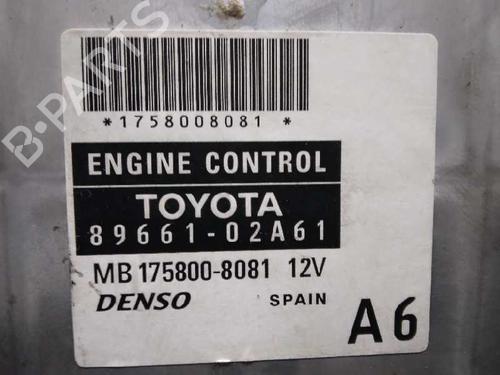 B-PARTS
*1758008081*
ENGINE CONTROL
TOYOTA
89661-02A61
MB 175800-8081 12V
DENSO SPAIN
A6